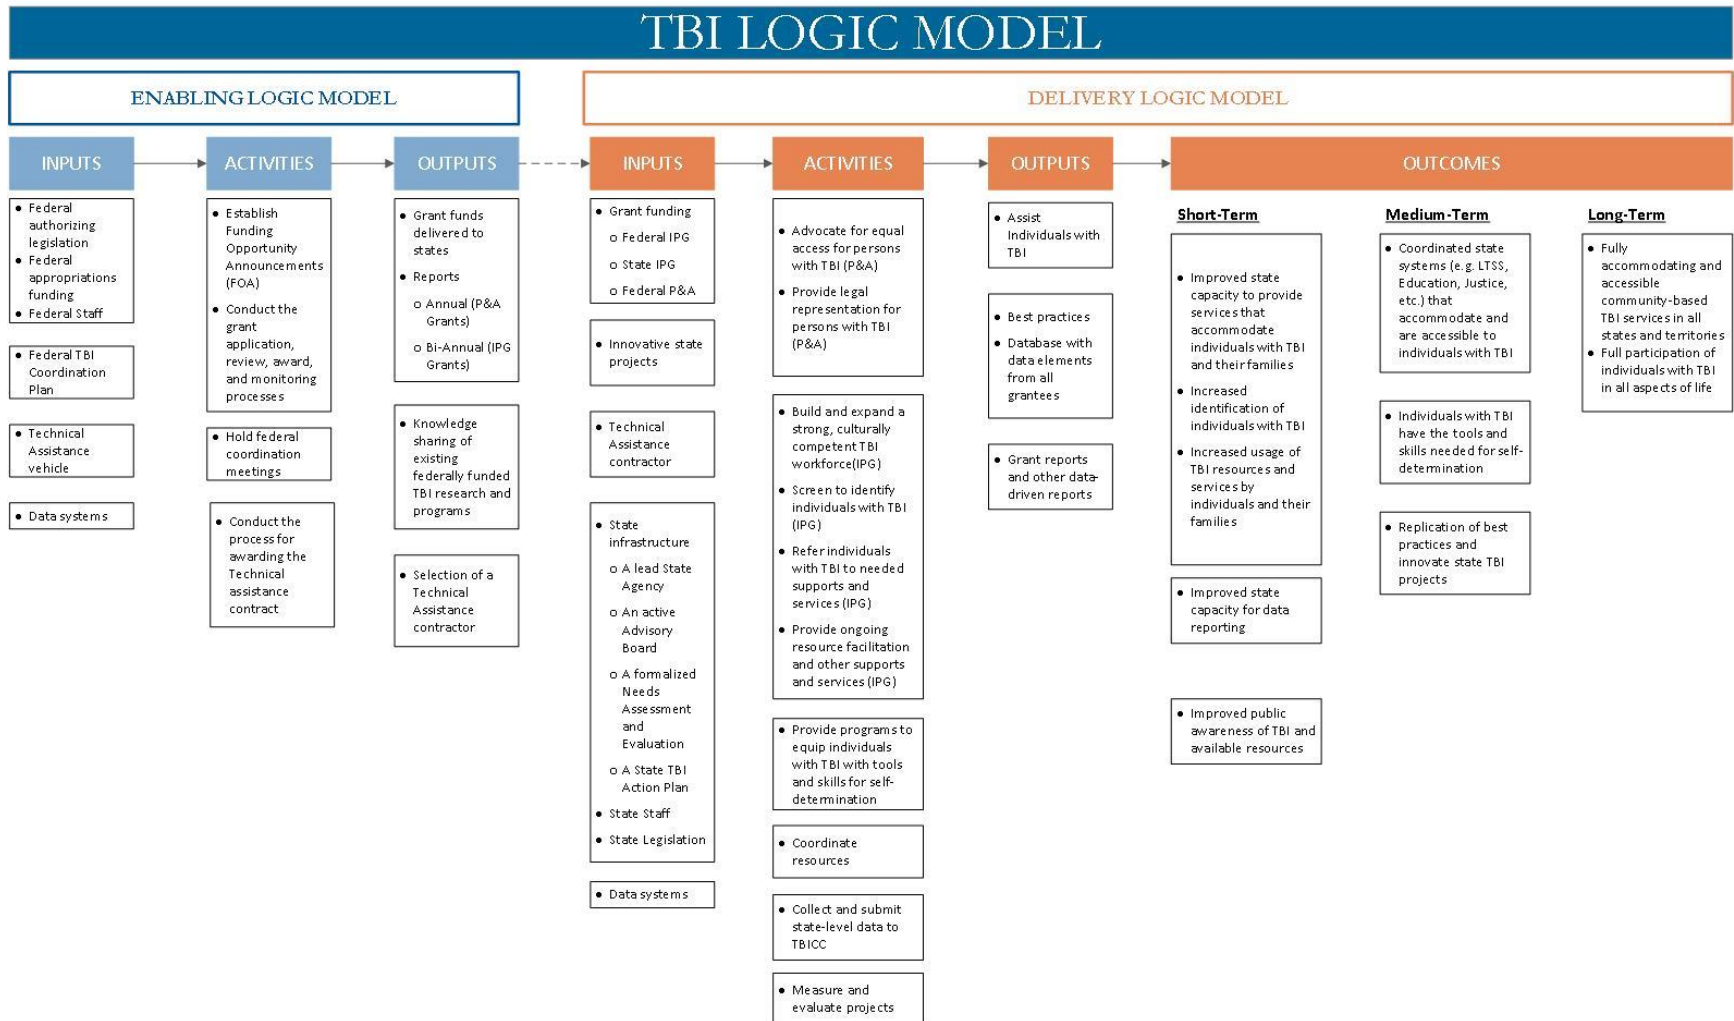 TBI LOGIC MODEL
ENABLING LOGIC MODEL
DELIVERY LOGIC MODEL
INPUTS
ACTIVITIES
OUTPUTS
INPUTS
ACTIVITIES
OUTPUTS
OUTCOMES
• Federal
authorizing
legislation
• Federal
appropriations
funding
• Federal Staff
• Federal TBI
Coordination
Plan
• Technical
Assistance
vehicle
• Data systems
• Establish
Funding
Opportunity
Announcements
(FOA)
• Conduct the
grant
application,
review, award,
and monitoring
processes
• Hold federal
coordination
meetings
• Conduct the
process for
awarding the
Technical
assistance
contract
• Grant funds
delivered to
states
• Reports
o Annual (P&A
Grants)
o Bi-Annual (IPG
Grants)
• Knowledge
sharing of
existing
federally funded
TBI research and
programs
• Selection of a
Technical
Assistance
contractor
• Grant funding
o Federal IPG
o State IPG
o Federal P&A
• Innovative state
projects
• Technical
Assistance
contractor
• State
infrastructure
o A lead State
Agency
o An active
Advisory
Board
o A formalized
Needs
Assessment
and
Evaluation
o A State TBI
Action Plan
• State Staff
• State Legislation
• Data systems
• Advocate for equal
access for persons
with TBI (P&A)
• Provide legal
representation for
persons with TBI
(P&A)
• Build and expand a
strong, culturally
competent TBI
workforce(IPG)
• Screen to identify
individuals with TBI
(IPG)
• Refer individuals
with TBI to needed
supports and
services (IPG)
• Provide ongoing
resource facilitation
and other supports
and services (IPG)
• Provide programs to
equip individuals
with TBI with tools
and skills for self-
determination
• Coordinate
resources
• Collect and submit
state-level data to
TBICC
• Measure and
evaluate projects
• Assist
Individuals with
TBI
• Best practices
• Database with
data elements
from all
grantees
• Grant reports
and other data-
driven reports
Short-Term
• Improved state
capacity to provide
services that
accommodate
individuals with TBI
and their families
• Increased
identification of
individuals with TBI
• Increased usage of
TBI resources and
services by
individuals and their
families
• Improved state
capacity for data
reporting
• Improved public
awareness of TBI and
available resources
Medium-Term
• Coordinated state
systems (e.g. LTSS,
Education, Justice,
etc.) that
accommodate and
are accessible to
individuals with TBI
• Individuals with TBI
have the tools and
skills needed for self-
determination
• Replication of best
practices and
innovate state TBI
projects
Long-Term
• Fully
accommodating and
accessible
community-based
TBI services in all
states and territories
• Full participation of
individuals with TBI
in all aspects of life